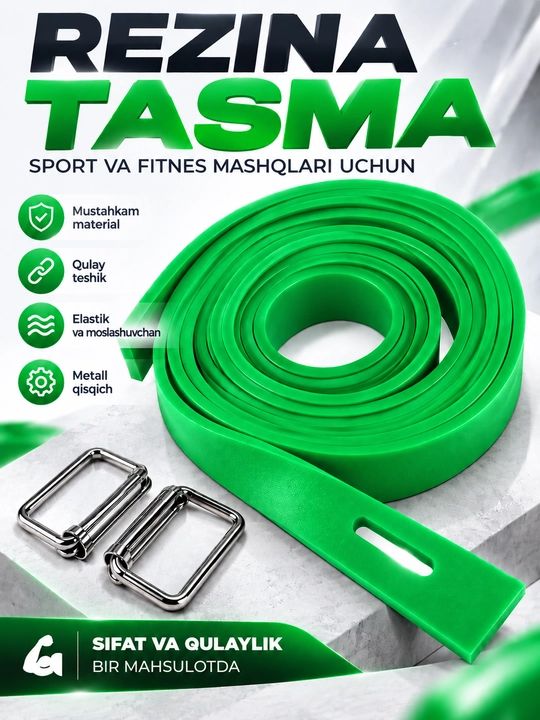 REZINA
TASMA
SPORT VA FITNES MASHQLARI UCHUN
Mustahkam
material
Qulay
teshik
Elastik
va moslashuvchan
Metall
qisqich
SIFAT VA QULAYLIK
BIR MAHSULOTDA